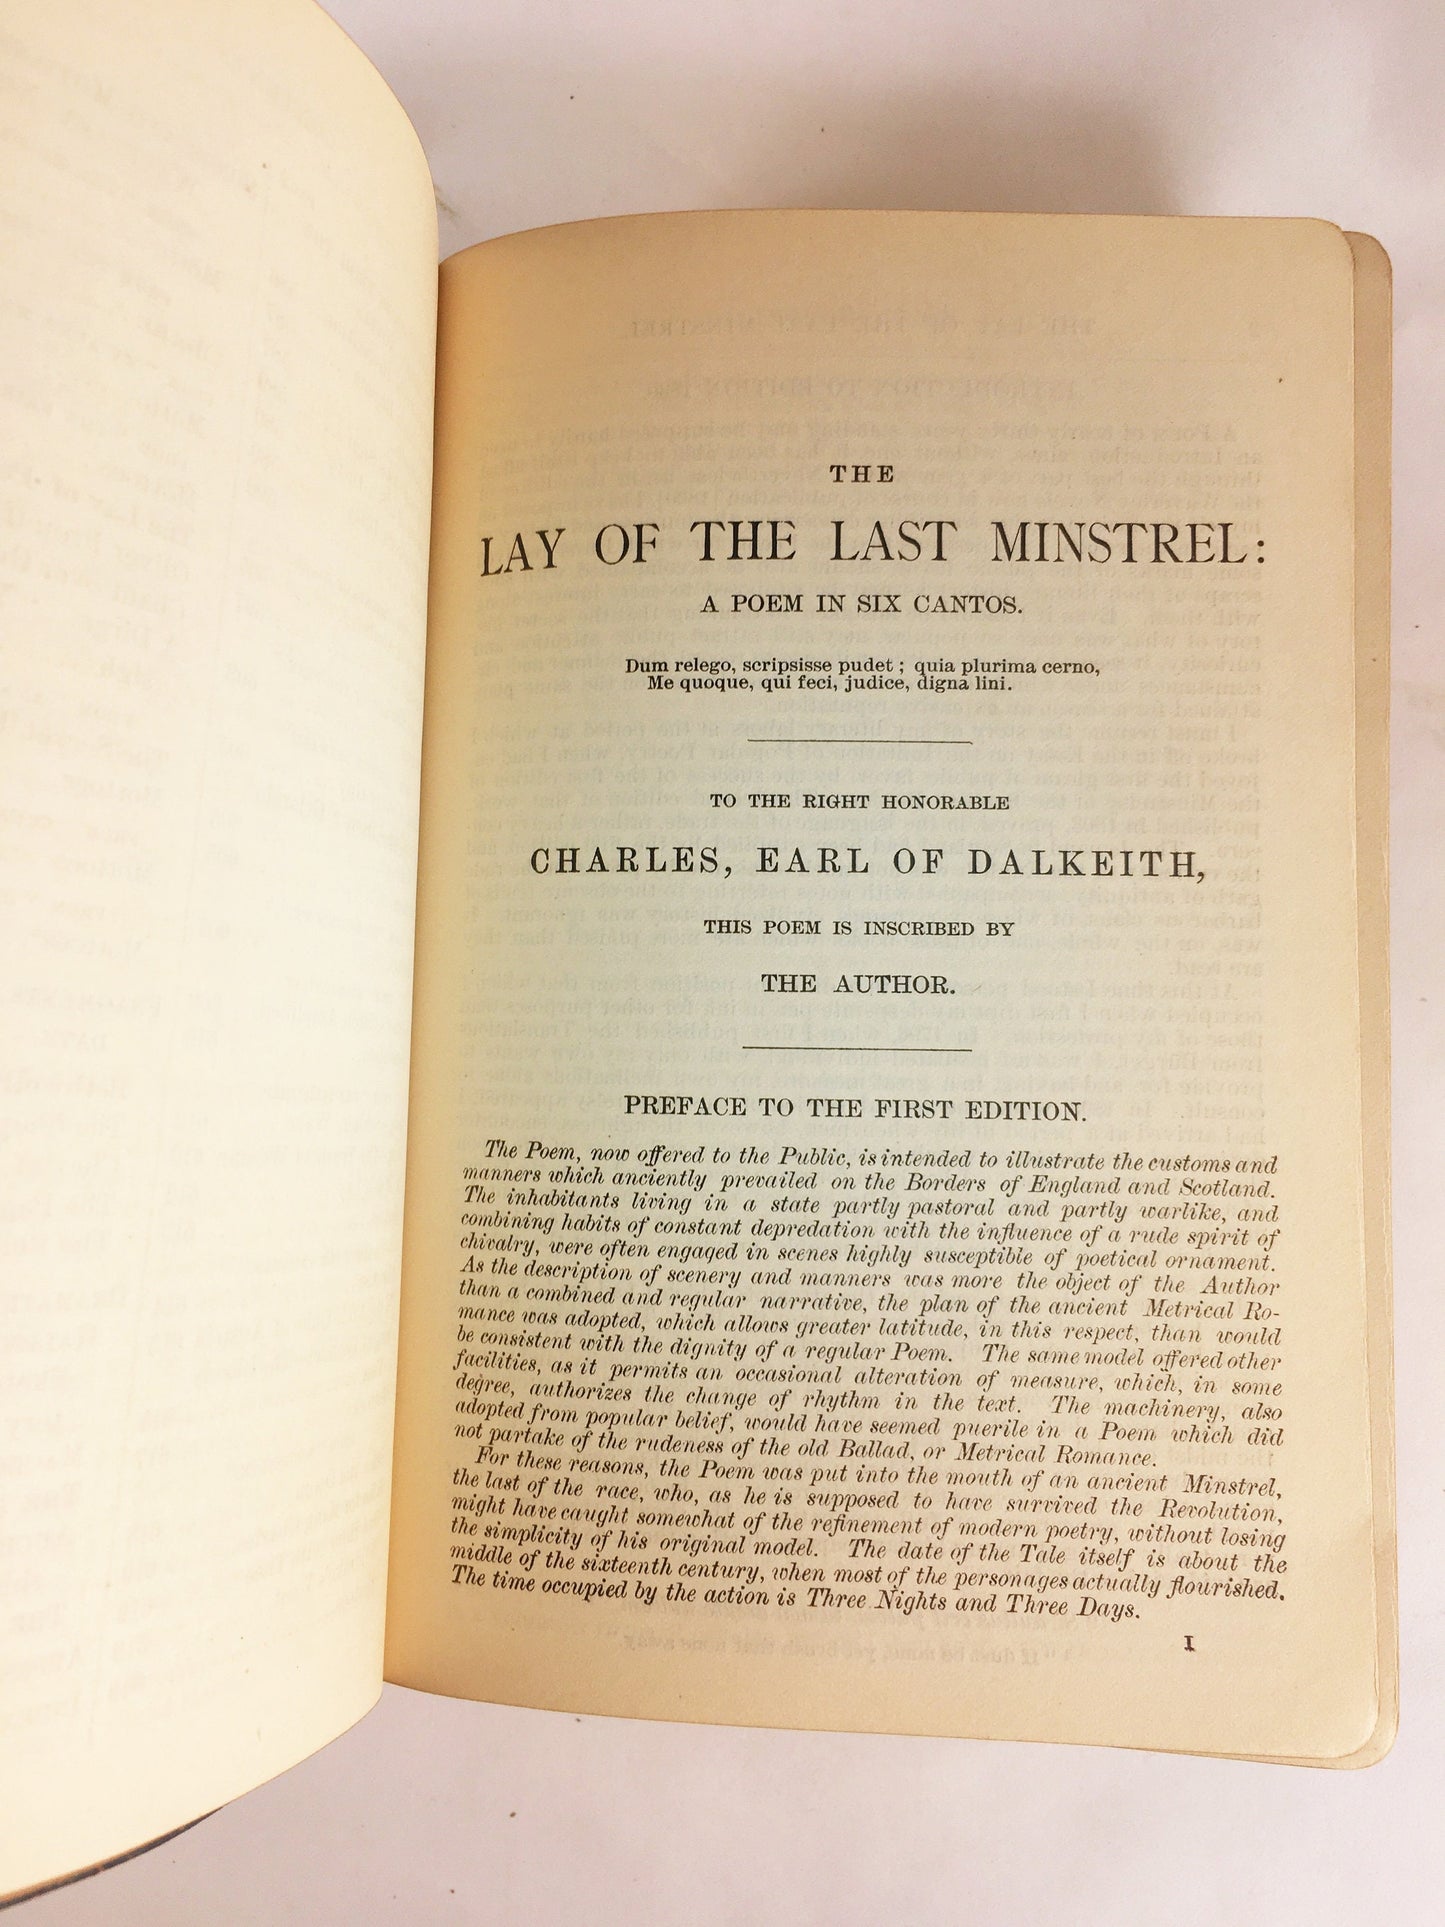 THE
LAY OF THE LAST MINSTREL:
A POEM IN SIX CANTOS.
Dum relego, scripsisse pudet ; quia plurima cerno,
Me quoque, qui feci, judice, digna lini.
TO THE RIGHT HONORABLE
CHARLES, EARL OF DALKEITH,
THIS POEM IS INSCRIBED BY
THE AUTHOR.
PREFACE TO THE FIRST EDITION.
The Poem, now offered to the Public, is intended to illustrate the customs and
manners which anciently prevailed on the Borders of England and Scotland.
The inhabitants living in a state partly pastoral and partly warlike, and
combining habits of constant depredation with the influence of a rude spirit of
chivalry, were often engaged in scenes highly susceptible of poetical ornament.
As the description of scenery and manners was more the object of the Author
than a combined and regular narrative, the plan of the ancient Metrical Ro-
mance was adopted, which allows greater latitude, in this respect, than would
be consistent with the dignity of a regular Poem. The same model offered other
facilities, as it permits an occasional alteration of measure, which, in some
degree, authorizes the change of rhythm in the text. The machinery, also
adopted from popular belief, would have seemed puerile in a Poem which did
not partake of the rudeness of the old Ballad, or Metrical Romance.
For these reasons, the Poem was put into the mouth of an ancient Minstrel,
the last of the race, who, as he is supposed to have survived the Revolution,
might have caught somewhat of the refinement of modern poetry, without losing
the simplicity of his original model. The date of the Tale itself is about the
middle of the sixteenth century, when most of the personages actually flourished.
The time occupied by the action is Three Nights and Three Days.
I